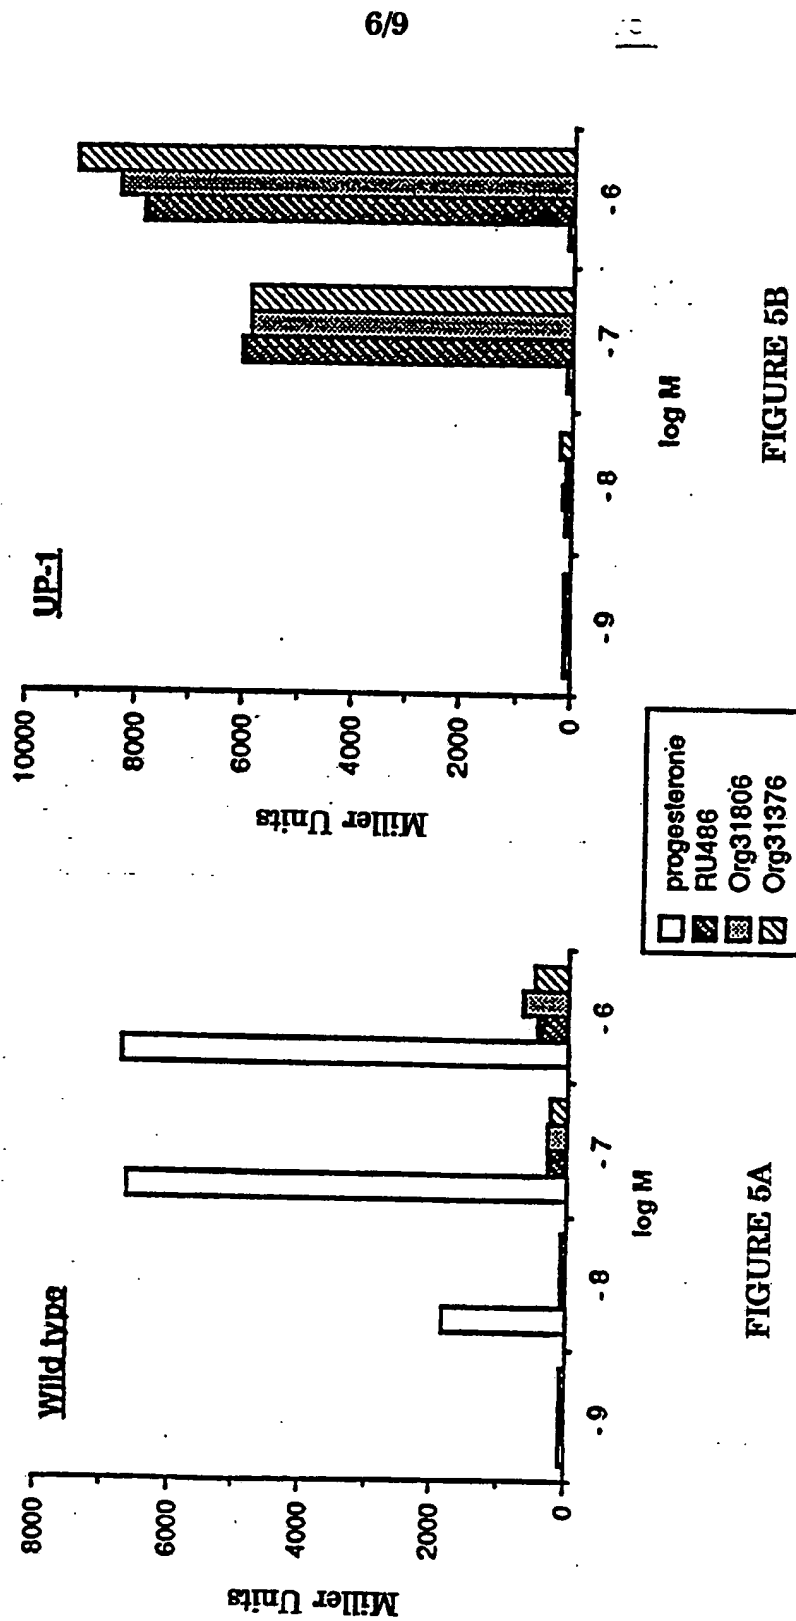 6/9
Wild type
Miller Units
8000
6000
4000
2000
0
-9
-8
-7
-6
log M
FIGURE 5A
UP-1
Miller Units
10000
8000
6000
4000
2000
0
-9
-8
-7
-6
log M
FIGURE 5B
progesterone
RU486
Org31806
Org31376